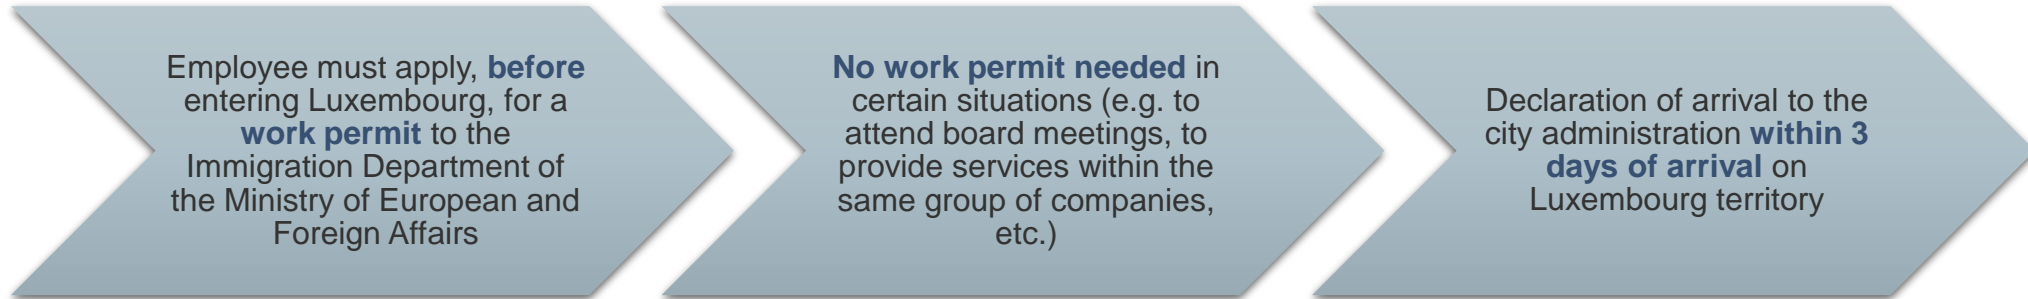 Employee must apply, before
entering Luxembourg, for a
work permit to the
Immigration Department of
the Ministry of European and
Foreign Affairs
No work permit needed in
certain situations (e.g. to
attend board meetings, to
provide services within the
same group of companies,
etc.)
Declaration of arrival to the
city administration within 3
days of arrival on
Luxembourg territory